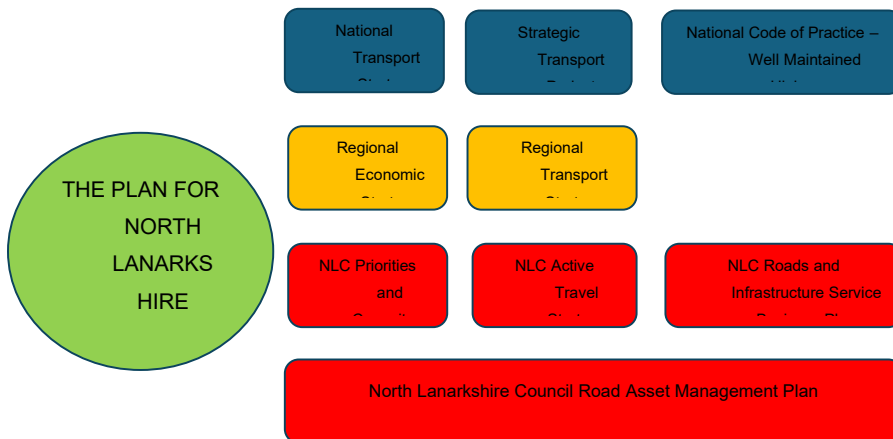 National
Transport
Strategic
Transport
National Code of Practice –
Well Maintained
Regional
Economic
Regional
Transport
THE PLAN FOR
NORTH
LANARKS
HIRE
NLC Priorities
and
NLC Active
Travel
NLC Roads and
Infrastructure Service
North Lanarkshire Council Road Asset Management Plan